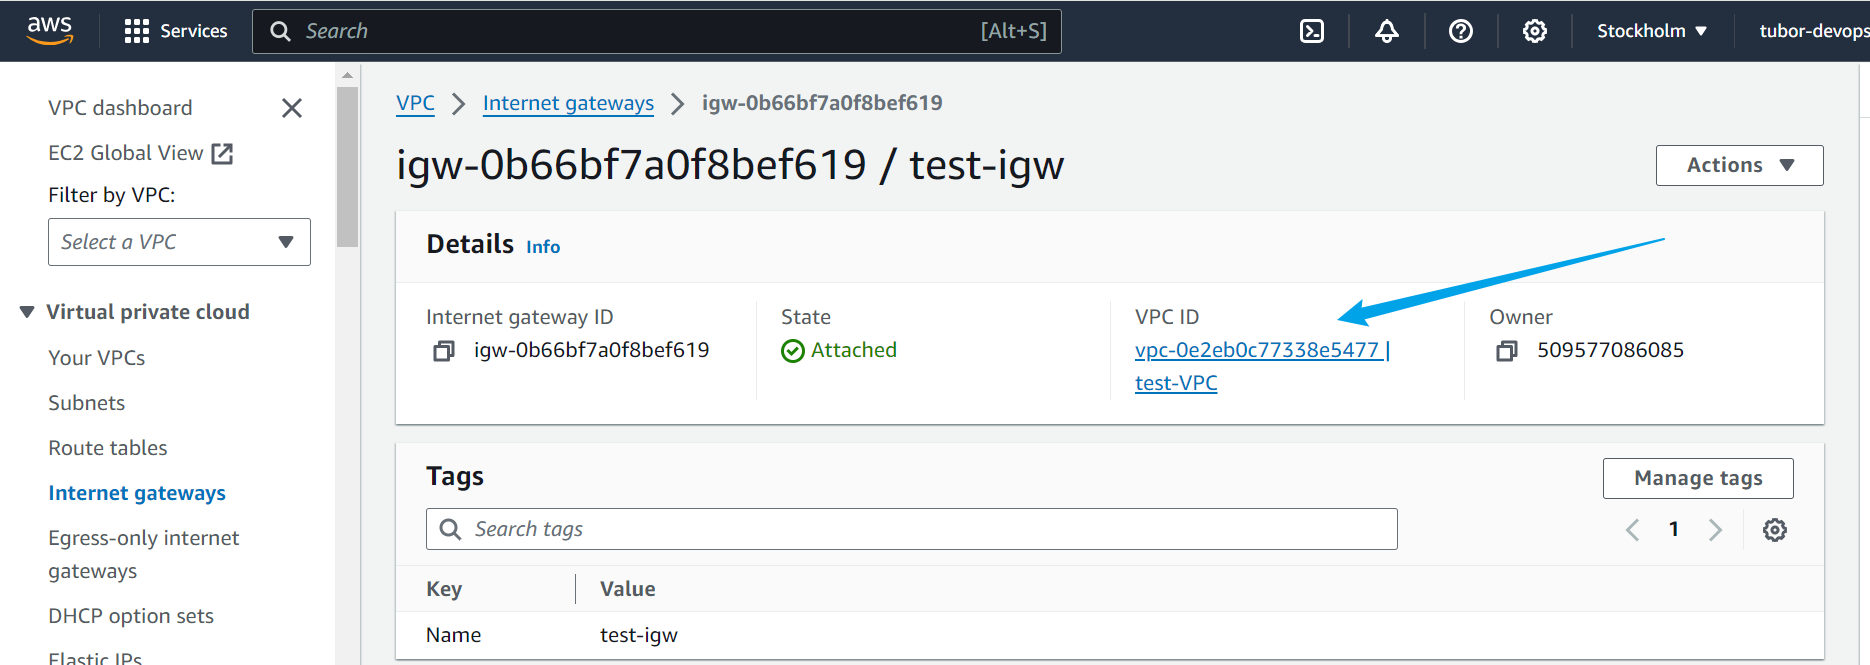 aws
Services
Search
[Alt+S]
Stockholm
tubor-devops
VPC dashboard
EC2 Global View
Filter by VPC:
Select a VPC
Virtual private cloud
Your VPCs
Subnets
Route tables
Internet gateways
Egress-only internet
gateways
DHCP option sets
Elastic IPs
VPC > Internet gateways > igw-0b66bf7a0f8bef619
igw-0b66bf7a0f8bef619 / test-igw
Actions
Details Info
Internet gateway ID
igw-0b66bf7a0f8bef619
State
Attached
VPC ID
vpc-0e2eb0c77338e5477 |
test-VPC
Owner
509577086085
Tags
Manage tags
Search tags
1
Key
Value
Name
test-igw